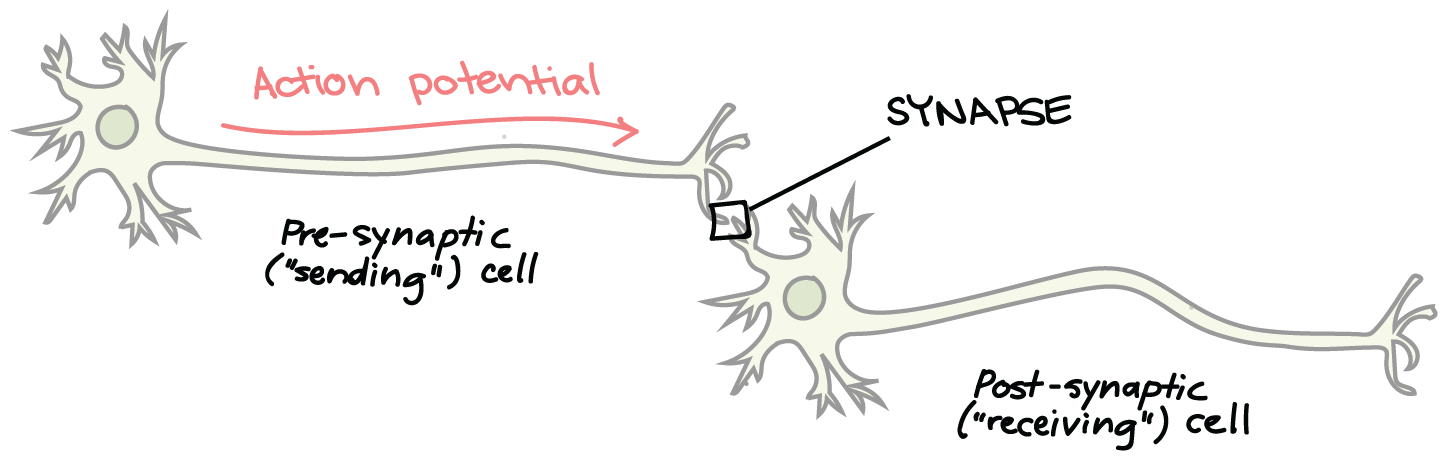 Action potential
SYNAPSE
Pre-synaptic
("sending") cell
Post-synaptic
("receiving") cell